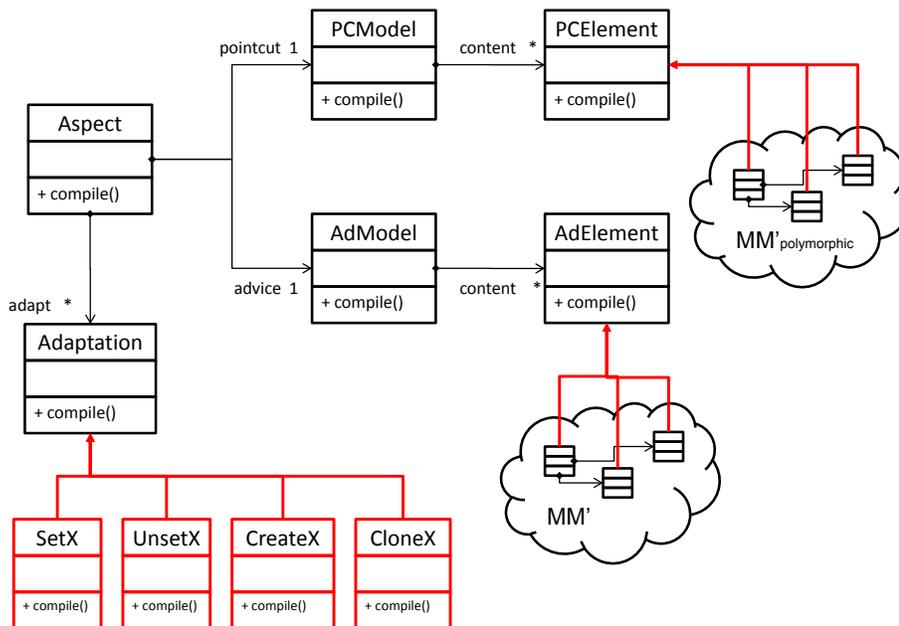 PCModel
PCElement
pointcut 1
content *
+ compile()
+ compile()
Aspect
+ compile()
MM'polymorphic
AdModel
AdElement
advice 1
content *
+ compile()
+ compile()
adapt *
Adaptation
+ compile()
MM'
SetX
UnsetX
CreateX
CloneX
+ compile()
+ compile()
+ compile()
+ compile()